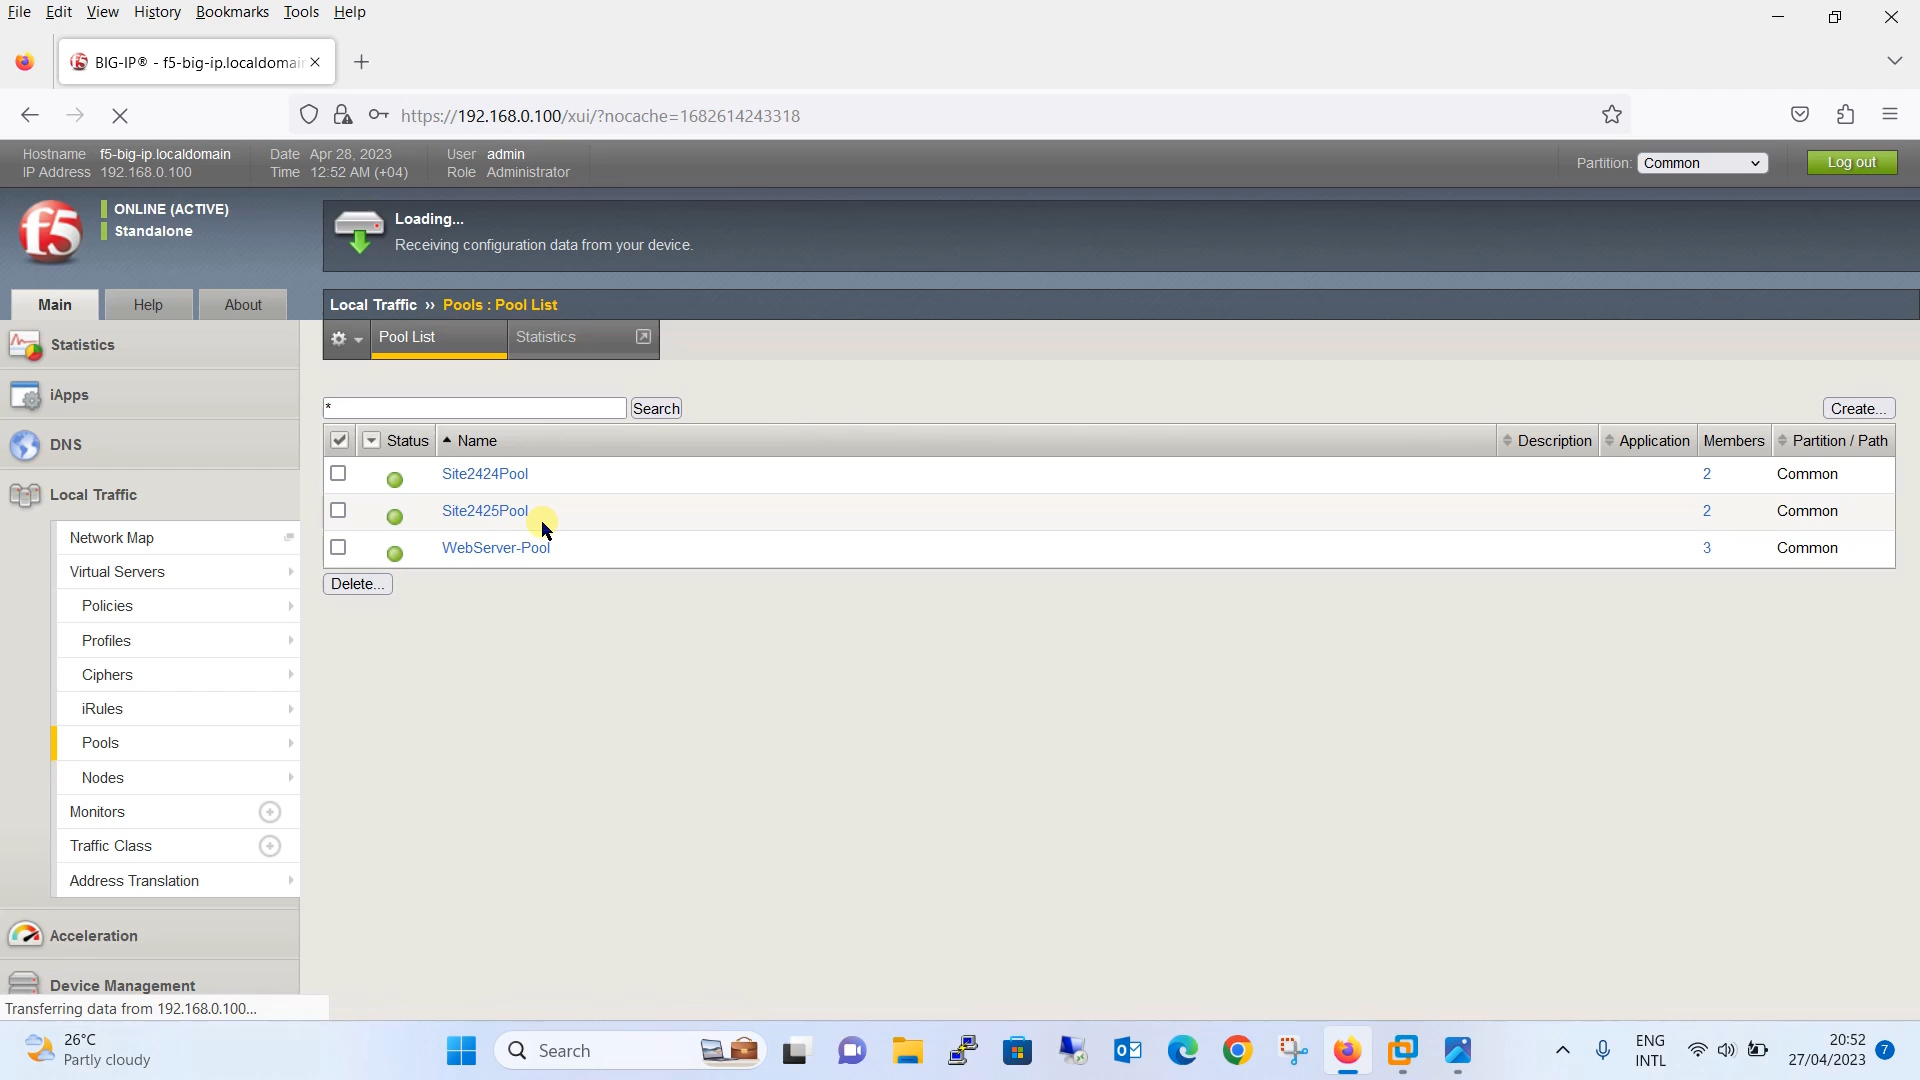 File Edit View History Bookmarks Tools Help
BIG-IP® - f5-big-ip.localdomai
https://192.168.0.100/xui/?nocache=1682614243318
Hostname f5-big-ip.localdomain Date Apr 28, 2023 User admin
IP Address 192.168.0.100 Time 12:52 AM (+04) Role Administrator
Partition: Common Log out
f5
ONLINE (ACTIVE)
Standalone
Loading...
Receiving configuration data from your device.
Main Help About
Local Traffic ›› Pools : Pool List
Pool List Statistics
Statistics
iApps
DNS
Local Traffic
Network Map
Virtual Servers
Policies
Profiles
Ciphers
iRules
Pools
Nodes
Monitors
Traffic Class
Address Translation
Acceleration
Device Management
* Search Create...
Status Name Description Application Members Partition / Path
Site2424Pool 2 Common
Site2425Pool 2 Common
WebServer-Pool 3 Common
Delete...
Transferring data from 192.168.0.100...
26°C
Partly cloudy
Search
ENG
INTL
20:52
27/04/2023
7